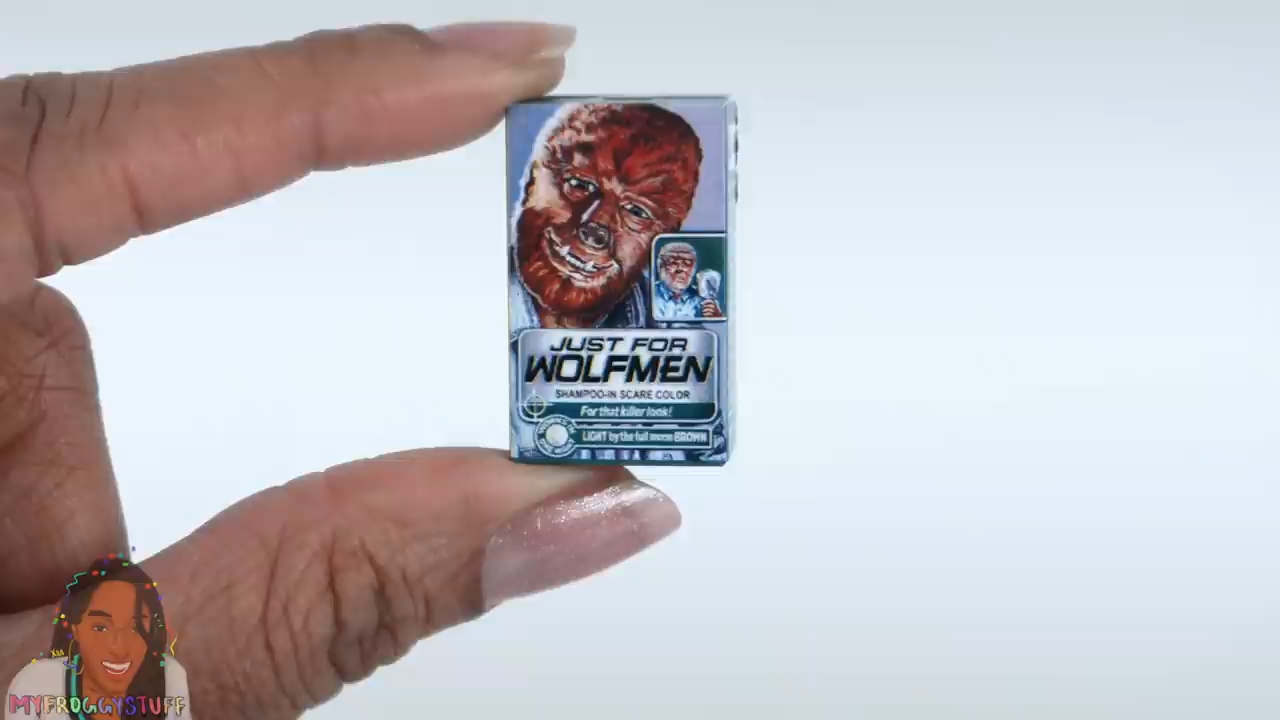 JUST FOR
WOLFMEN
SHAMPOO-IN SCARE COLOR
For that killer look!
LIGHT by the full moon BROWN
MYFROGGYSTUFF